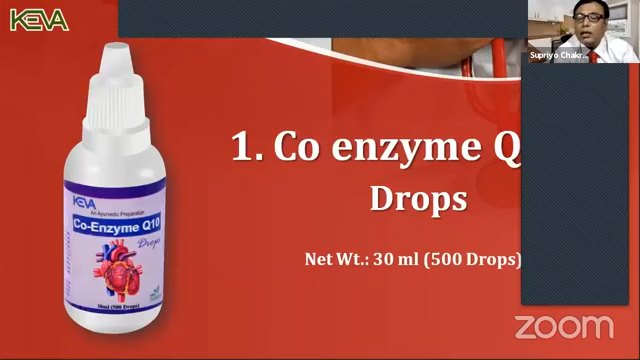 KEVA
Supriyo Chakr...
1. Co enzyme Q
Drops
Net Wt.: 30 ml (500 Drops)
KEVA
An Ayurvedic Preparation
Co-Enzyme Q10
Drops
30ml (500 Drops)
zoom